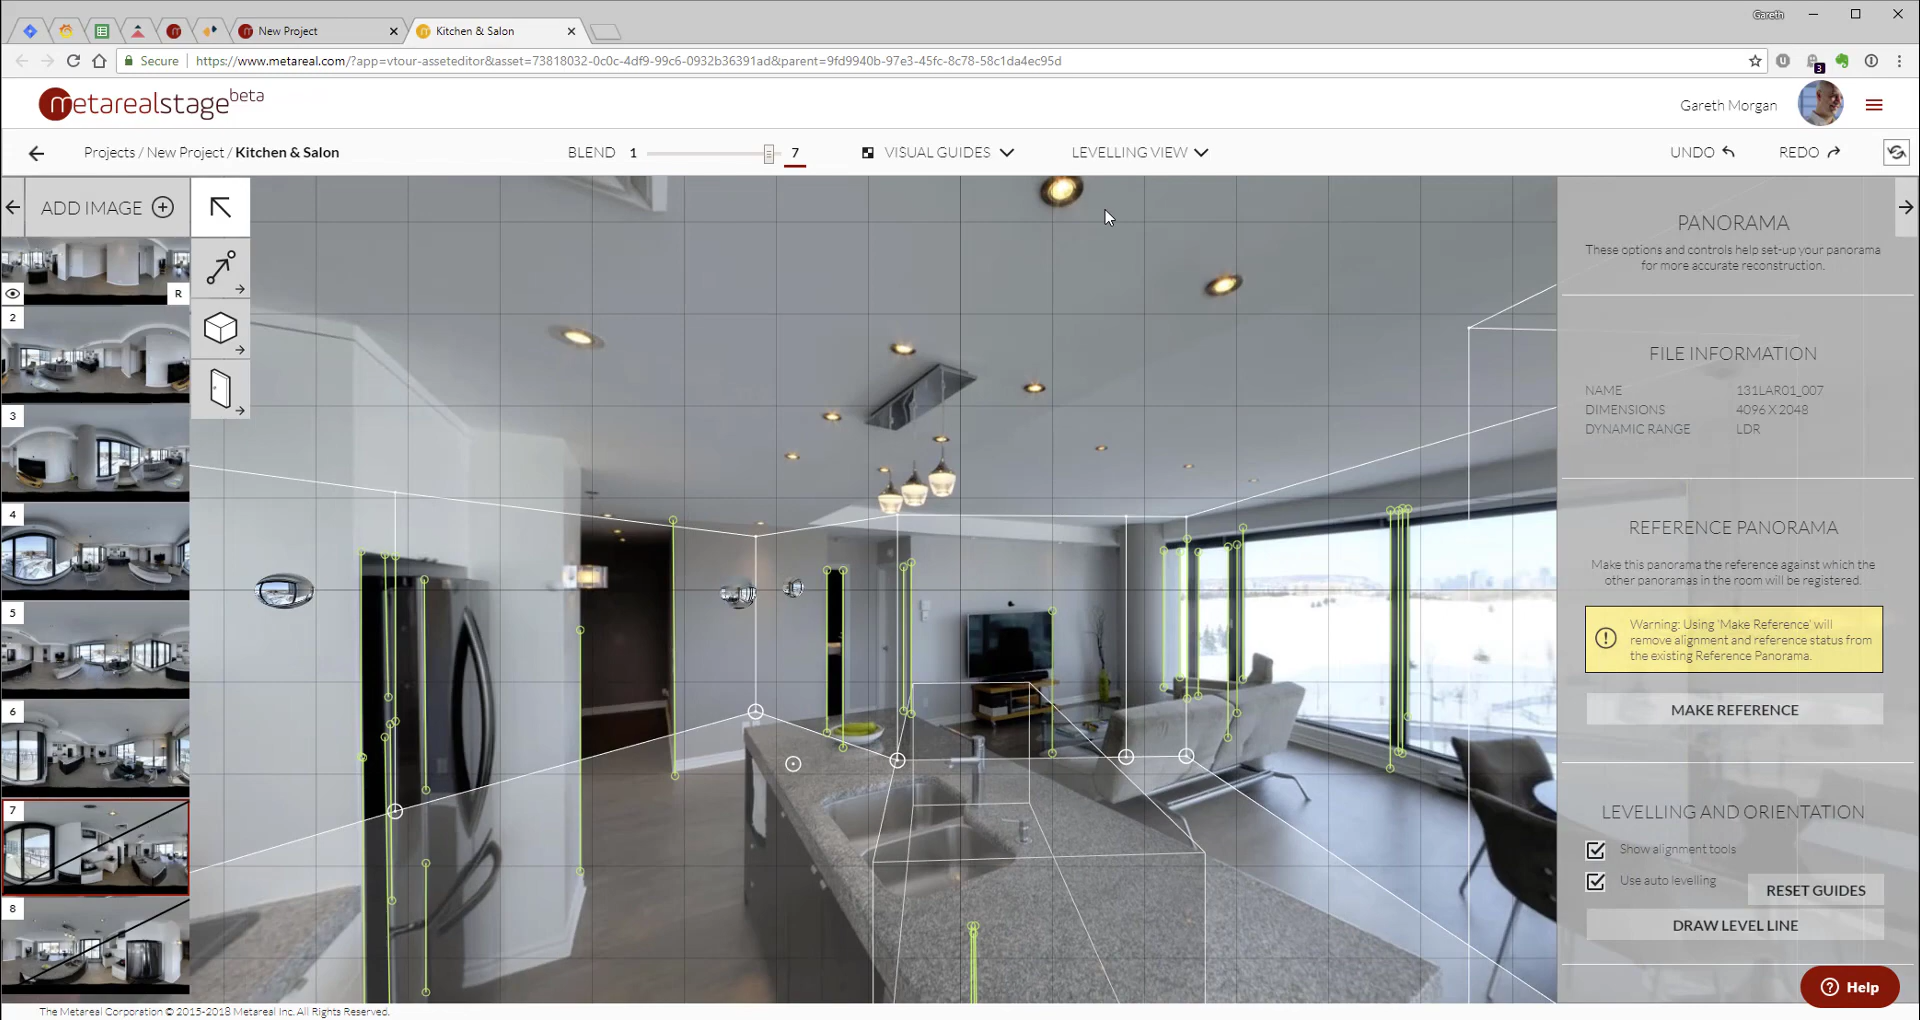 Gareth
New Project
Kitchen & Salon
Secure
https://www.metareal.com/?app=vtour-asseteditor&asset=73818032-0c0c-4df9-99c6-0932b36391ad&parent=9fd9940b-97e3-45fc-8c78-58c1da4ec95d
3
metarealstage beta
Gareth Morgan
Projects / New Project / Kitchen & Salon
BLEND 1 7
VISUAL GUIDES
LEVELLING VIEW
UNDO
REDO
ADD IMAGE
R
2
3
4
5
6
7
8
PANORAMA
These options and controls help set-up your panorama
for more accurate reconstruction.
FILE INFORMATION
NAME 131LAR01_007
DIMENSIONS 4096 X 2048
DYNAMIC RANGE LDR
REFERENCE PANORAMA
Make this panorama the reference against which the
other panoramas in the room will be registered.
Warning: Using 'Make Reference' will
remove alignment and reference status from
the existing Reference Panorama.
MAKE REFERENCE
LEVELLING AND ORIENTATION
Show alignment tools
Use auto levelling
RESET GUIDES
DRAW LEVEL LINE
Help
The Metareal Corporation © 2015-2018 Metareal Inc. All Rights Reserved.